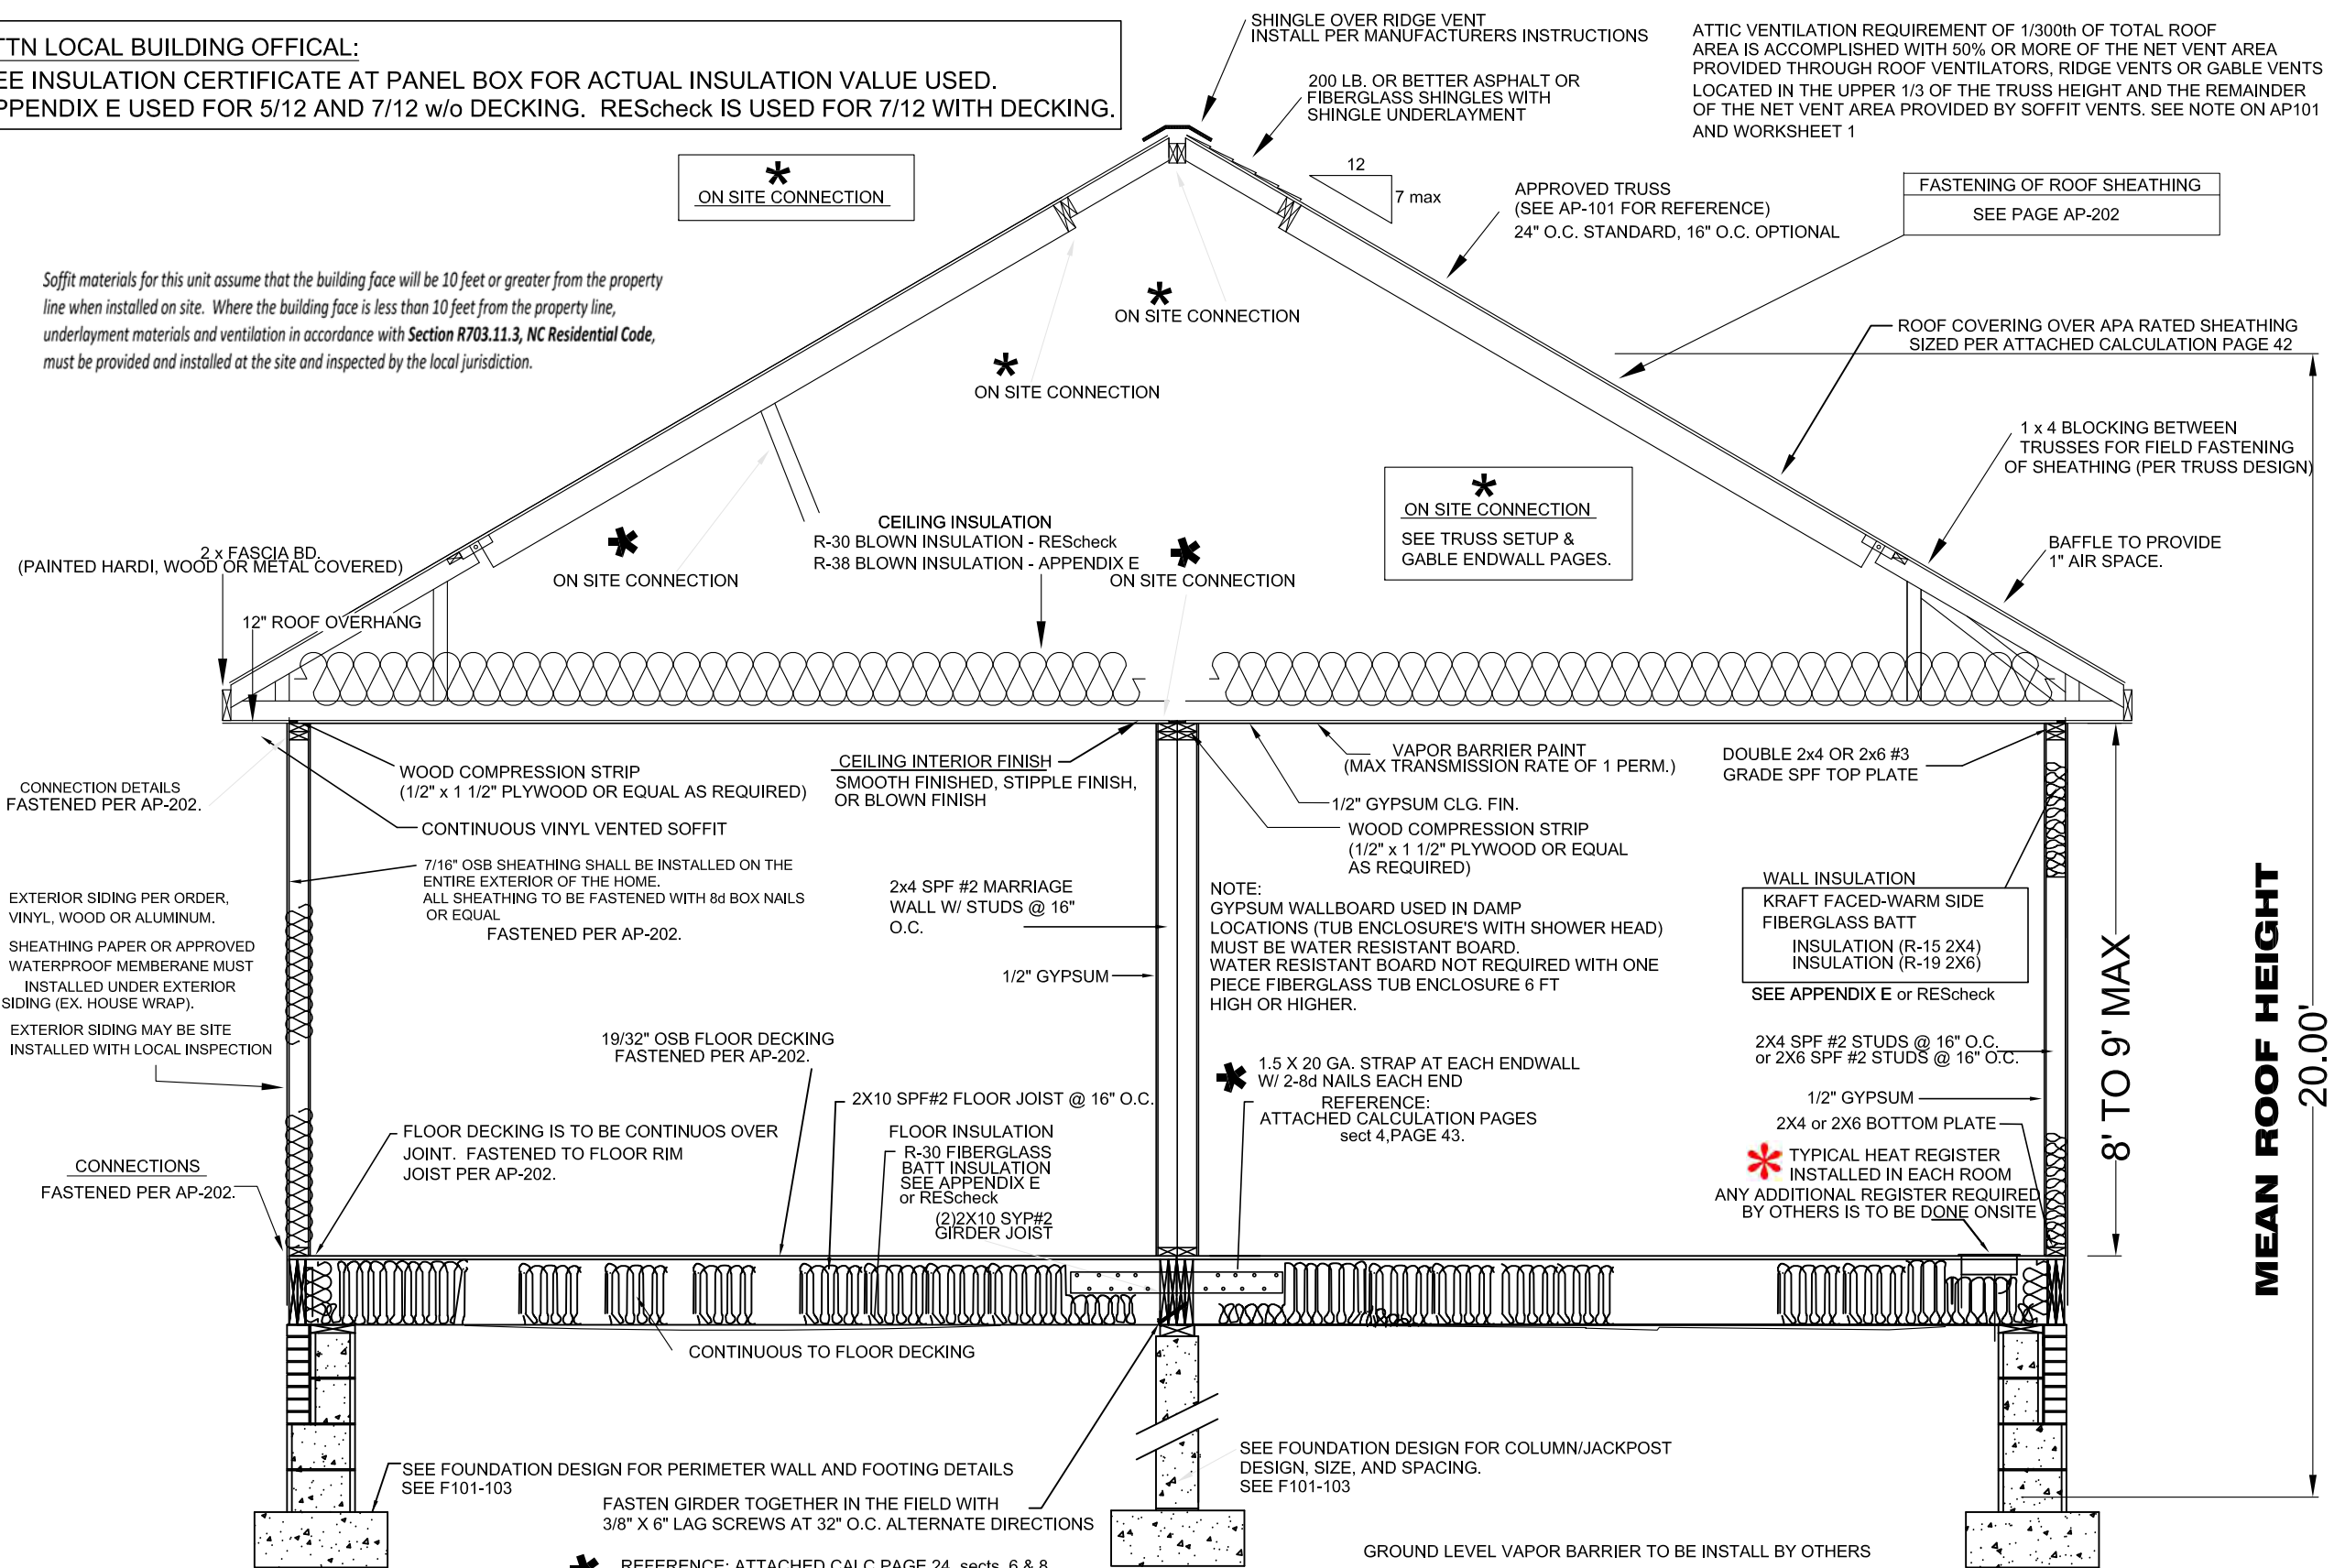 TTN LOCAL BUILDING OFFICAL:
EE INSULATION CERTIFICATE AT PANEL BOX FOR ACTUAL INSULATION VALUE USED.
PPENDIX E USED FOR 5/12 AND 7/12 w/o DECKING. REScheck IS USED FOR 7/12 WITH DECKING.
SHINGLE OVER RIDGE VENT
INSTALL PER MANUFACTURERS INSTRUCTIONS
200 LB. OR BETTER ASPHALT OR
FIBERGLASS SHINGLES WITH
SHINGLE UNDERLAYMENT
ATTIC VENTILATION REQUIREMENT OF 1/300th OF TOTAL ROOF
AREA IS ACCOMPLISHED WITH 50% OR MORE OF THE NET VENT AREA
PROVIDED THROUGH ROOF VENTILATORS, RIDGE VENTS OR GABLE VENTS
LOCATED IN THE UPPER 1/3 OF THE TRUSS HEIGHT AND THE REMAINDER
OF THE NET VENT AREA PROVIDED BY SOFFIT VENTS. SEE NOTE ON AP101
AND WORKSHEET 1
*
ON SITE CONNECTION
12
7 max
APPROVED TRUSS
(SEE AP-101 FOR REFERENCE)
24" O.C. STANDARD, 16" O.C. OPTIONAL
FASTENING OF ROOF SHEATHING
SEE PAGE AP-202
Soffit materials for this unit assume that the building face will be 10 feet or greater from the property
line when installed on site. Where the building face is less than 10 feet from the property line,
underlayment materials and ventilation in accordance with Section R703.11.3, NC Residential Code,
must be provided and installed at the site and inspected by the local jurisdiction.
*
ON SITE CONNECTION
*
ON SITE CONNECTION
ROOF COVERING OVER APA RATED SHEATHING
SIZED PER ATTACHED CALCULATION PAGE 42
1 x 4 BLOCKING BETWEEN
TRUSSES FOR FIELD FASTENING
OF SHEATHING (PER TRUSS DESIGN)
*
ON SITE CONNECTION
SEE TRUSS SETUP &
GABLE ENDWALL PAGES.
BAFFLE TO PROVIDE
1" AIR SPACE.
CEILING INSULATION
R-30 BLOWN INSULATION - REScheck
R-38 BLOWN INSULATION - APPENDIX E
*
ON SITE CONNECTION
*
ON SITE CONNECTION
2 x FASCIA BD.
(PAINTED HARDI, WOOD OR METAL COVERED)
12" ROOF OVERHANG
CONNECTION DETAILS
FASTENED PER AP-202.
WOOD COMPRESSION STRIP
(1/2" x 1 1/2" PLYWOOD OR EQUAL AS REQUIRED)
CONTINUOUS VINYL VENTED SOFFIT
CEILING INTERIOR FINISH
SMOOTH FINISHED, STIPPLE FINISH,
OR BLOWN FINISH
VAPOR BARRIER PAINT
(MAX TRANSMISSION RATE OF 1 PERM.)
1/2" GYPSUM CLG. FIN.
WOOD COMPRESSION STRIP
(1/2" x 1 1/2" PLYWOOD OR EQUAL
AS REQUIRED)
DOUBLE 2x4 OR 2x6 #3
GRADE SPF TOP PLATE
7/16" OSB SHEATHING SHALL BE INSTALLED ON THE
ENTIRE EXTERIOR OF THE HOME.
ALL SHEATHING TO BE FASTENED WITH 8d BOX NAILS
OR EQUAL
FASTENED PER AP-202.
EXTERIOR SIDING PER ORDER,
VINYL, WOOD OR ALUMINUM.
SHEATHING PAPER OR APPROVED
WATERPROOF MEMBERANE MUST
INSTALLED UNDER EXTERIOR
SIDING (EX. HOUSE WRAP).
EXTERIOR SIDING MAY BE SITE
INSTALLED WITH LOCAL INSPECTION
2x4 SPF #2 MARRIAGE
WALL W/ STUDS @ 16"
O.C.
1/2" GYPSUM
NOTE:
GYPSUM WALLBOARD USED IN DAMP
LOCATIONS (TUB ENCLOSURE'S WITH SHOWER HEAD)
MUST BE WATER RESISTANT BOARD.
WATER RESISTANT BOARD NOT REQUIRED WITH ONE
PIECE FIBERGLASS TUB ENCLOSURE 6 FT
HIGH OR HIGHER.
WALL INSULATION
KRAFT FACED-WARM SIDE
FIBERGLASS BATT
INSULATION (R-15 2X4)
INSULATION (R-19 2X6)
SEE APPENDIX E or REScheck
8' TO 9' MAX
MEAN ROOF HEIGHT
20.00'
2X4 SPF #2 STUDS @ 16" O.C.
or 2X6 SPF #2 STUDS @ 16" O.C.
1/2" GYPSUM
2X4 or 2X6 BOTTOM PLATE
* TYPICAL HEAT REGISTER
INSTALLED IN EACH ROOM
ANY ADDITIONAL REGISTER REQUIRED
BY OTHERS IS TO BE DONE ONSITE
19/32" OSB FLOOR DECKING
FASTENED PER AP-202.
2X10 SPF#2 FLOOR JOIST @ 16" O.C.
FLOOR INSULATION
R-30 FIBERGLASS
BATT INSULATION
SEE APPENDIX E
or REScheck
(2)2X10 SYP#2
GIRDER JOIST
* 1.5 X 20 GA. STRAP AT EACH ENDWALL
W/ 2-8d NAILS EACH END
REFERENCE:
ATTACHED CALCULATION PAGES
sect 4,PAGE 43.
FLOOR DECKING IS TO BE CONTINUOS OVER
JOINT. FASTENED TO FLOOR RIM
JOIST PER AP-202.
CONNECTIONS
FASTENED PER AP-202.
CONTINUOUS TO FLOOR DECKING
SEE FOUNDATION DESIGN FOR PERIMETER WALL AND FOOTING DETAILS
SEE F101-103
FASTEN GIRDER TOGETHER IN THE FIELD WITH
3/8" X 6" LAG SCREWS AT 32" O.C. ALTERNATE DIRECTIONS
SEE FOUNDATION DESIGN FOR COLUMN/JACKPOST
DESIGN, SIZE, AND SPACING.
SEE F101-103
* REFERENCE: ATTACHED CALC PAGE 24, sects. 6 & 8
GROUND LEVEL VAPOR BARRIER TO BE INSTALL BY OTHERS